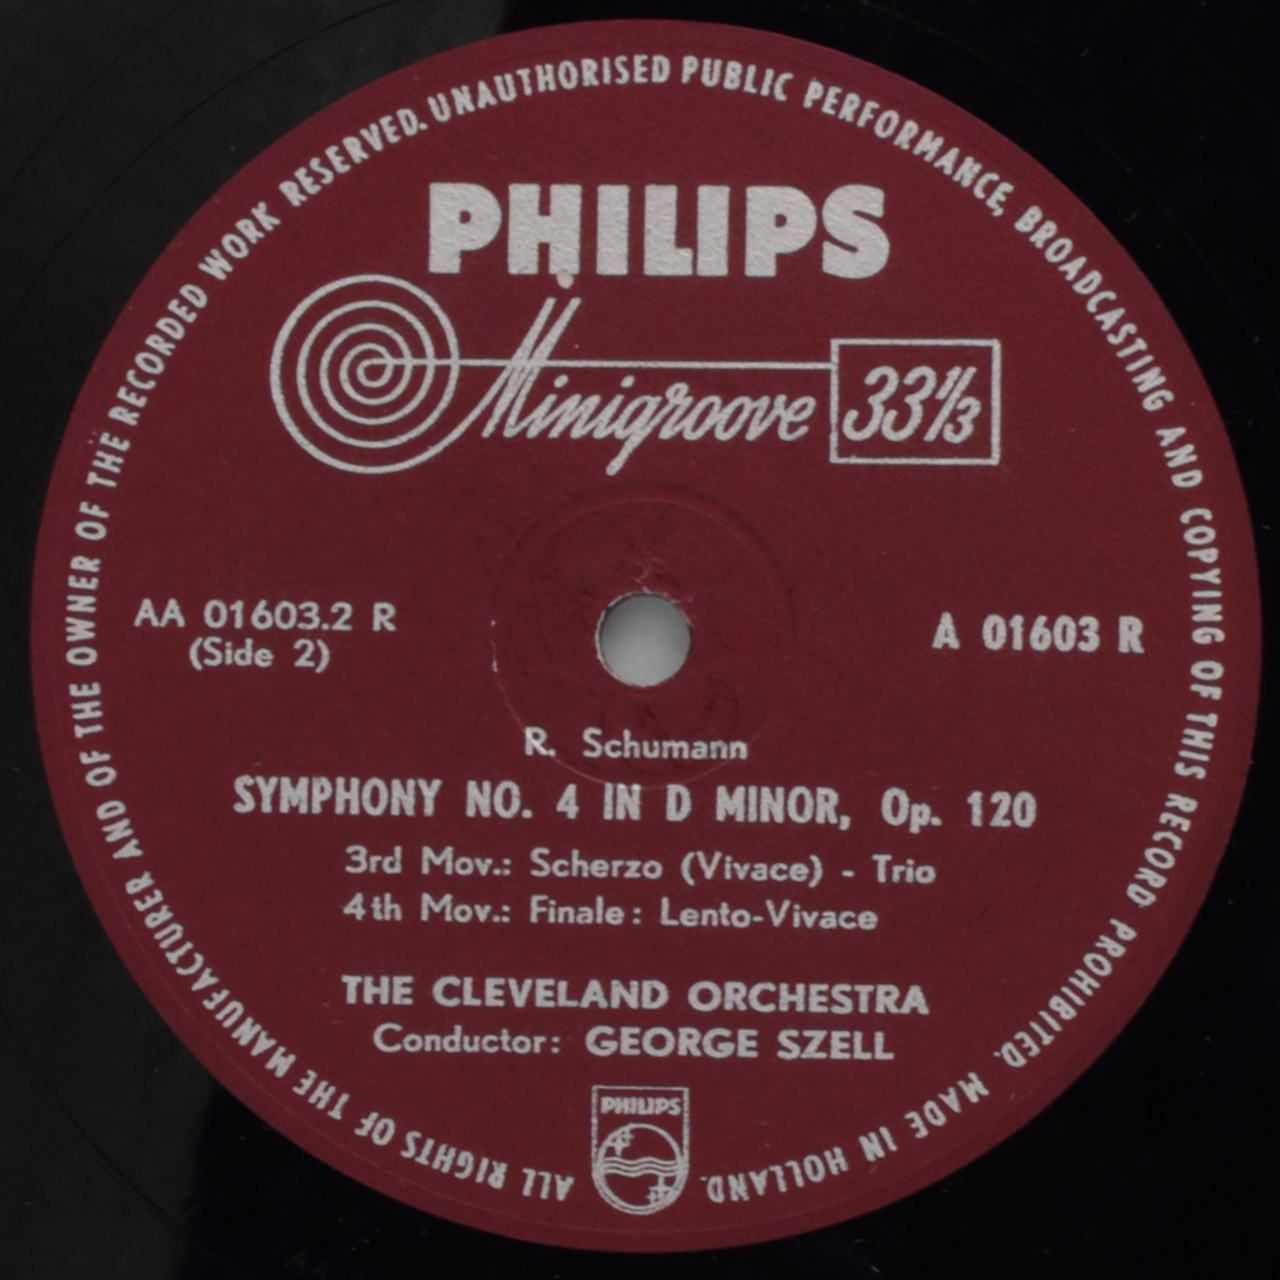 ALL RIGHTS OF THE MANUFACTURER AND OF THE OWNER OF THE RECORDED WORK RESERVED. UNAUTHORISED PUBLIC PERFORMANCE, BROADCASTING AND COPYING OF THIS RECORD PROHIBITED. MADE IN HOLLAND.
PHILIPS
Minigroove 33 1/3
AA 01603.2 R
(Side 2)
A 01603 R
R. Schumann
SYMPHONY NO. 4 IN D MINOR, Op. 120
3rd Mov.: Scherzo (Vivace) - Trio
4th Mov.: Finale: Lento-Vivace
THE CLEVELAND ORCHESTRA
Conductor: GEORGE SZELL
PHILIPS